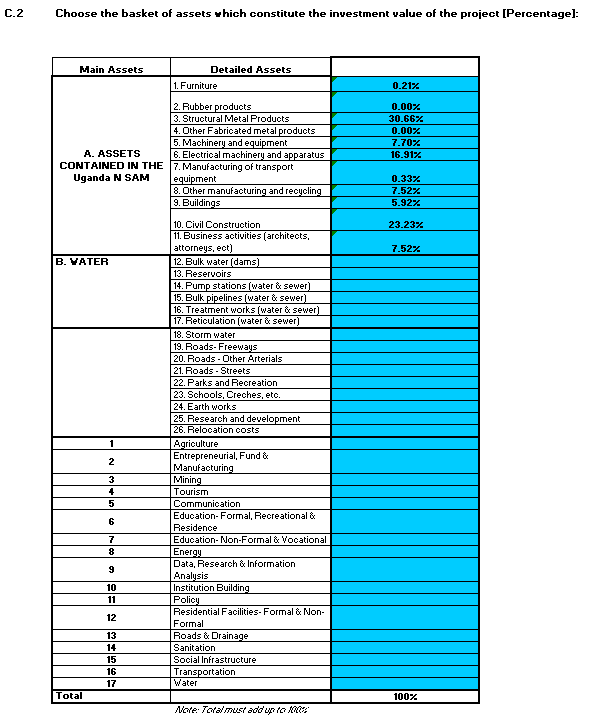 C.2 Choose the basket of assets which constitute the investment value of the project [Percentage]:
Main Assets Detailed Assets
A. ASSETS CONTAINED IN THE Uganda N SAM
1. Furniture 0.21%
2. Rubber products 0.00%
3. Structural Metal Products 30.66%
4. Other Fabricated metal products 0.00%
5. Machinery and equipment 7.70%
6. Electrical machinery and apparatus 16.91%
7. Manufacturing of transport
equipment 0.33%
8. Other manufacturing and recycling 7.52%
9. Buildings 5.92%
10. Civil Construction 23.23%
11. Business activities (architects,
attorneys, ect) 7.52%
B. WATER 12. Bulk water (dams)
13. Reservoirs
14. Pump stations (water & sewer)
15. Bulk pipelines (water & sewer)
16. Treatment works (water & sewer)
17. Reticulation (water & sewer)
18. Storm water
19. Roads- Freeways
20. Roads - Other Arterials
21. Roads - Streets
22. Parks and Recreation
23. Schools, Creches, etc.
24. Earth works
25. Research and development
26. Relocation costs
1 Agriculture
2 Entrepreneurial, Fund &
Manufacturing
3 Mining
4 Tourism
5 Communication
6 Education- Formal, Recreational &
Residence
7 Education- Non-Formal & Vocational
8 Energy
9 Data, Research & Information
Analysis
10 Institution Building
11 Policy
12 Residential Facilities- Formal & Non-
Formal
13 Roads & Drainage
14 Sanitation
15 Social Infrastructure
16 Transportation
17 Water
Total 100%
Note: Total must add up to 100%